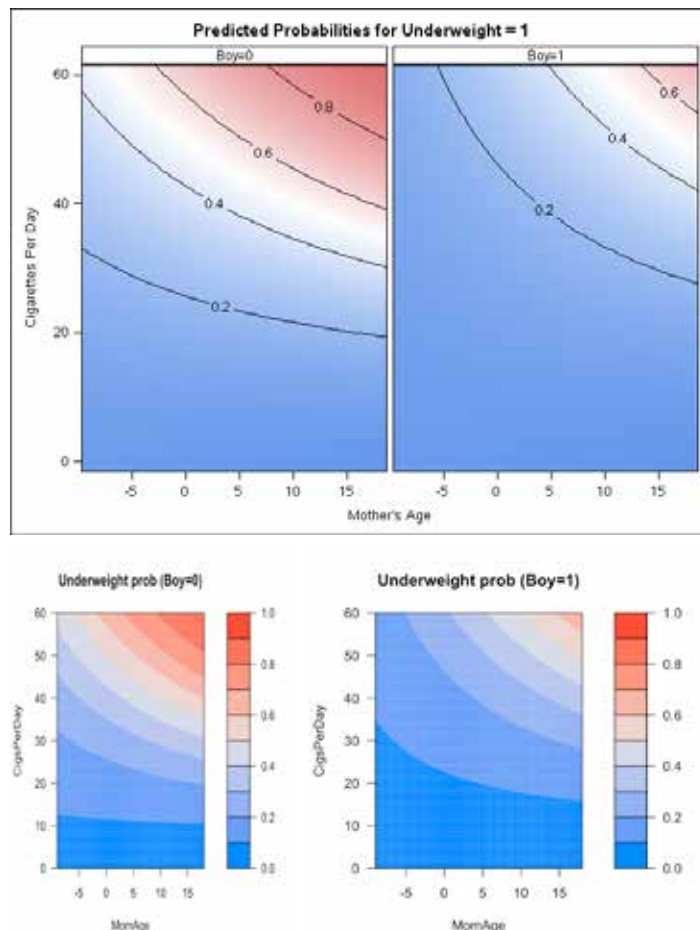 Predicted Probabilities for Underweight = 1
Boy=0 Boy=1
60
40
20
0
Cigarettes Per Day
0.8
0.6
0.4
0.2
0.6
0.4
0.2
-5 0 5 10 15 -5 0 5 10 15
Mother's Age
Underweight prob (Boy=0)
60
50
40
30
20
10
0
CigsPerDay
-5 0 5 10 15
MomAge
1.0
0.8
0.6
0.4
0.2
0.0
Underweight prob (Boy=1)
60
50
40
30
20
10
0
CigsPerDay
-5 0 5 10 15
MomAge
1.0
0.8
0.6
0.4
0.2
0.0